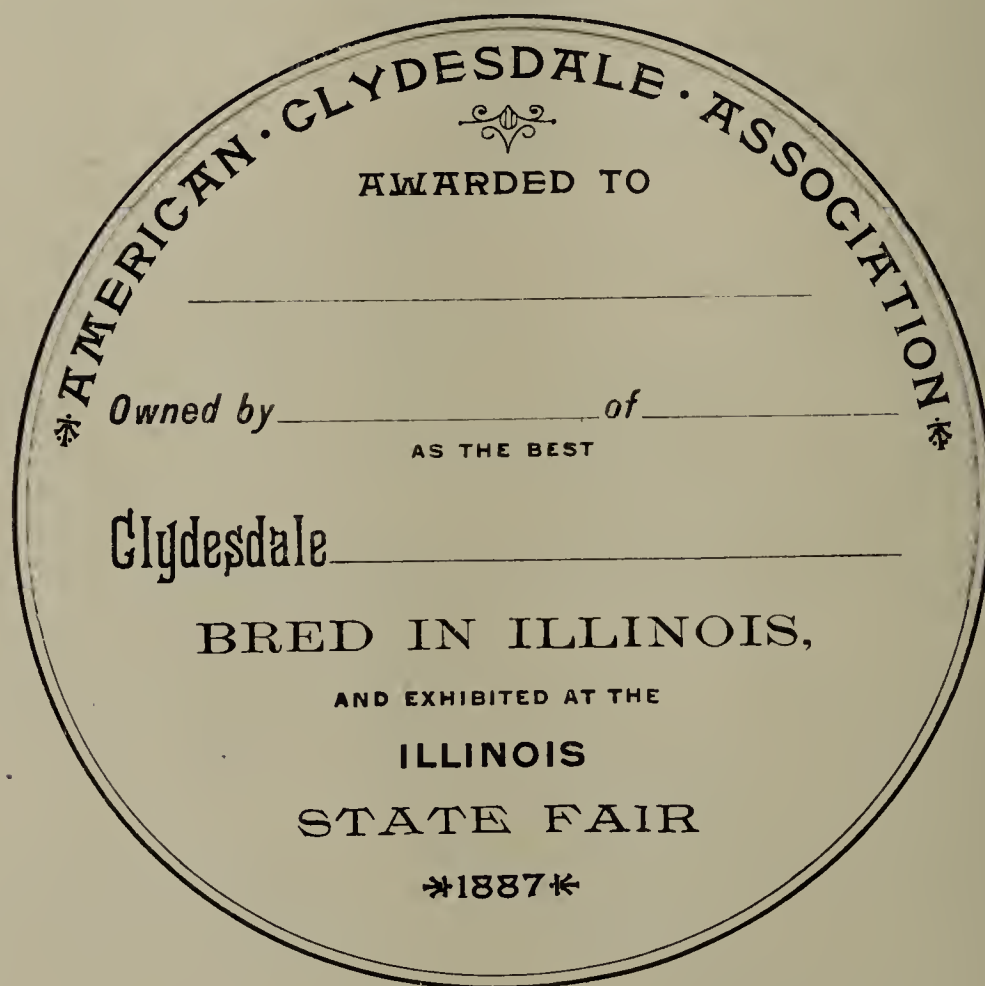 AMERICAN · CLYDESDALE · ASSOCIATION
AWARDED TO
Owned by of
AS THE BEST
Clydesdale
BRED IN ILLINOIS,
AND EXHIBITED AT THE
ILLINOIS
STATE FAIR
1887